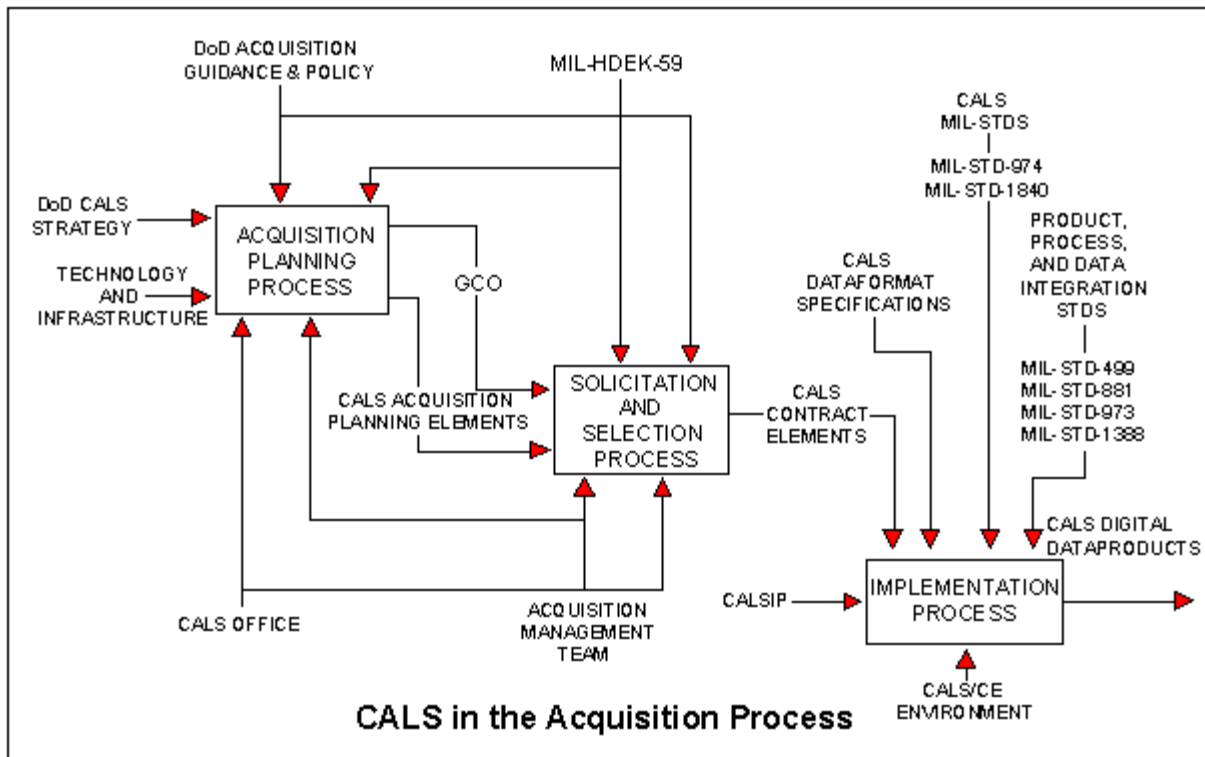 DoD ACQUISITION
GUIDANCE & POLICY
MIL-HDEK-59
CALS
MIL-STDS
MIL-STD-974
MIL-STD-1840
DoD CALS
STRATEGY
TECHNOLOGY
AND
INFRASTRUCTURE
ACQUISITION
PLANNING
PROCESS
GCO
CALS ACQUISITION
PLANNING ELEMENTS
SOLICITATION
AND
SELECTION
PROCESS
CALS
CONTRACT
ELEMENTS
CALS
DATAFORMAT
SPECIFICATIONS
PRODUCT,
PROCESS,
AND DATA
INTEGRATION
STDS
MIL-STD-499
MIL-STD-881
MIL-STD-973
MIL-STD-1388
CALS DIGITAL
DATAPRODUCTS
CALSIP
IMPLEMENTATION
PROCESS
CALS OFFICE
ACQUISITION
MANAGEMENT
TEAM
CALS/CE
ENVIRONMENT
CALS in the Acquisition Process